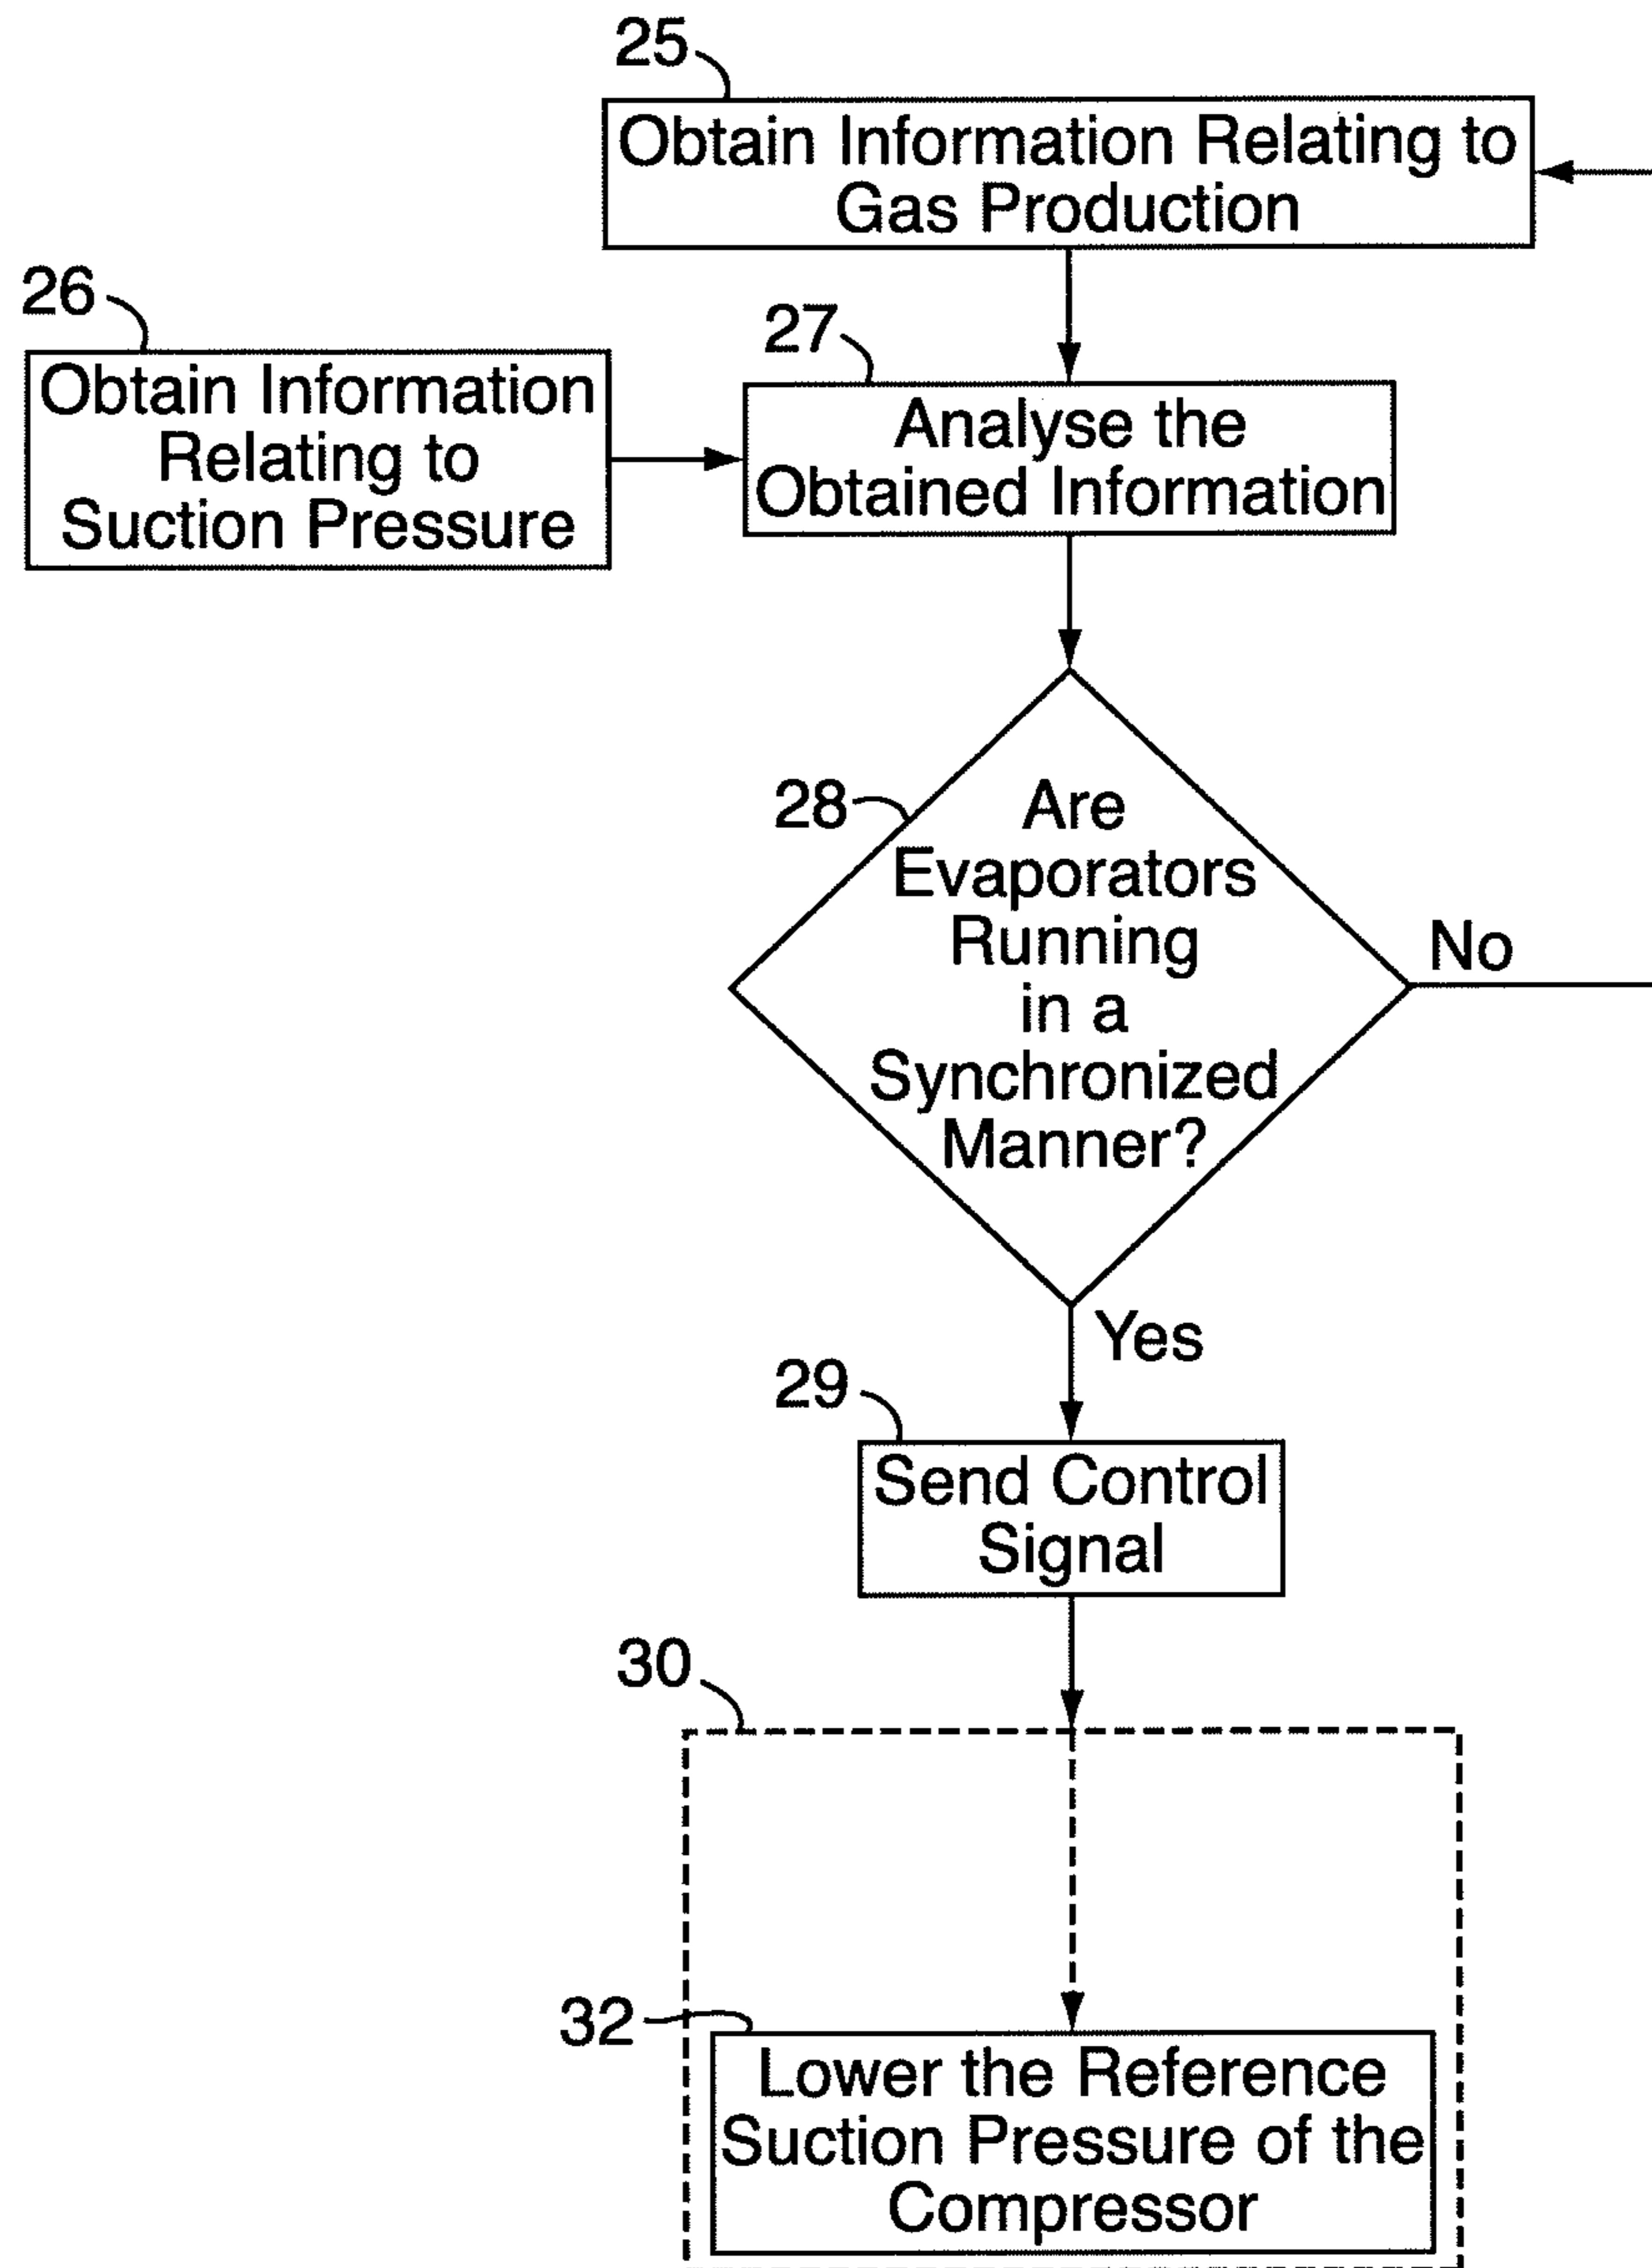 25
Obtain Information Relating to
Gas Production
26
Obtain Information
Relating to
Suction Pressure
27
Analyse the
Obtained Information
28
Are
Evaporators
Running
in a
Synchronized
Manner?
No
Yes
29
Send Control
Signal
30
32
Lower the Reference
Suction Pressure of the
Compressor